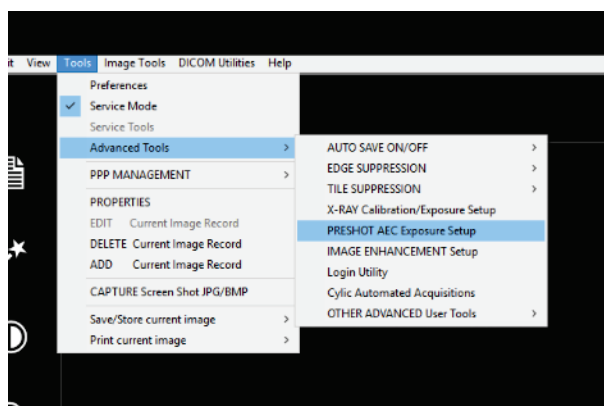 it View Tools Image Tools DICOM Utilities Help
Preferences
Service Mode
Service Tools
Advanced Tools
PPP MANAGEMENT
PROPERTIES
EDIT Current Image Record
DELETE Current Image Record
ADD Current Image Record
CAPTURE Screen Shot JPG/BMP
Save/Store current image
Print current image
AUTO SAVE ON/OFF
EDGE SUPPRESSION
TILE SUPPRESSION
X-RAY Calibration/Exposure Setup
PRESHOT AEC Exposure Setup
IMAGE ENHANCEMENT Setup
Login Utility
Cylic Automated Acquisitions
OTHER ADVANCED User Tools